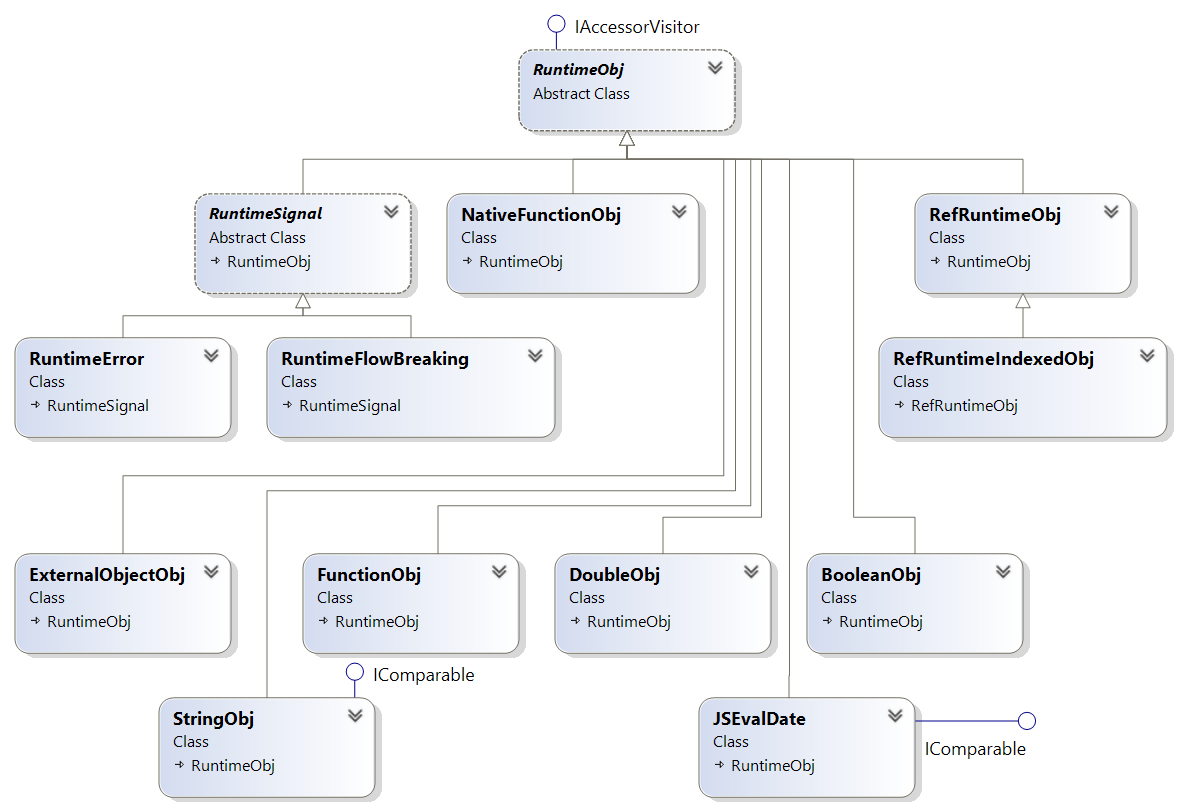 IAccessorVisitor
RuntimeObj
Abstract Class
RuntimeSignal
Abstract Class
RuntimeObj
NativeFunctionObj
Class
RuntimeObj
RefRuntimeObj
Class
RuntimeObj
RuntimeError
Class
RuntimeSignal
RuntimeFlowBreaking
Class
RuntimeSignal
RefRuntimeIndexedObj
Class
RefRuntimeObj
ExternalObjectObj
Class
RuntimeObj
FunctionObj
Class
RuntimeObj
DoubleObj
Class
RuntimeObj
BooleanObj
Class
RuntimeObj
IComparable
StringObj
Class
RuntimeObj
JSEvalDate
Class
RuntimeObj
IComparable